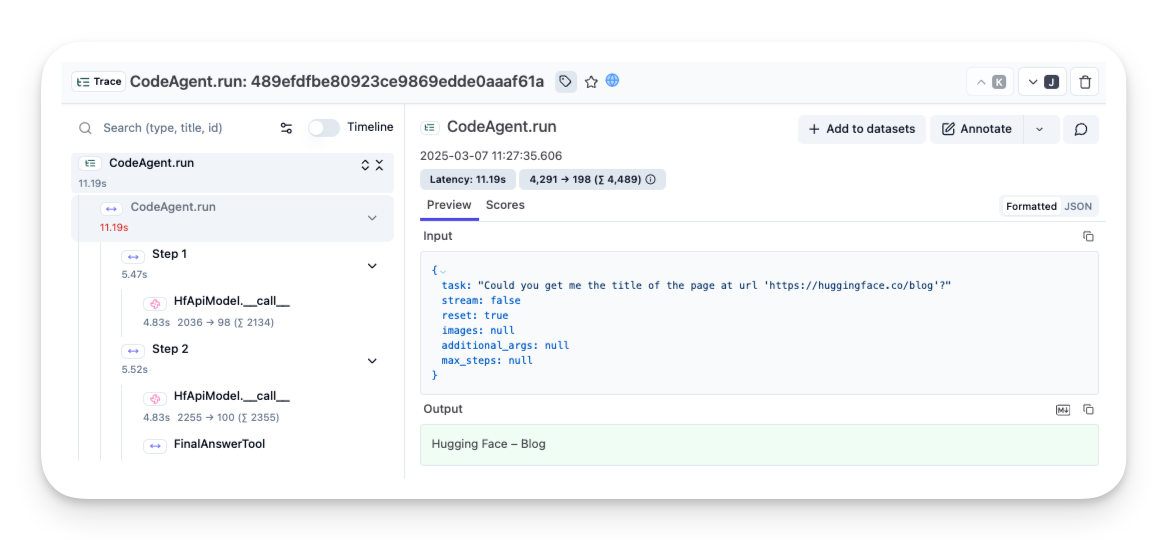 Trace CodeAgent.run: 489efdfbe80923ce9869edde0aaaf61a K J
Search (type, title, id) Timeline
CodeAgent.run
11.19s
CodeAgent.run
11.19s
Step 1
5.47s
HfApiModel.__call__
4.83s 2036 → 98 (∑ 2134)
Step 2
5.52s
HfApiModel.__call__
4.83s 2255 → 100 (∑ 2355)
FinalAnswerTool
CodeAgent.run + Add to datasets Annotate
2025-03-07 11:27:35.606
Latency: 11.19s 4,291 → 198 (∑ 4,489)
Preview Scores Formatted JSON
Input
{
task: "Could you get me the title of the page at url 'https://huggingface.co/blog'?"
stream: false
reset: true
images: null
additional_args: null
max_steps: null
}
Output M↓
Hugging Face – Blog